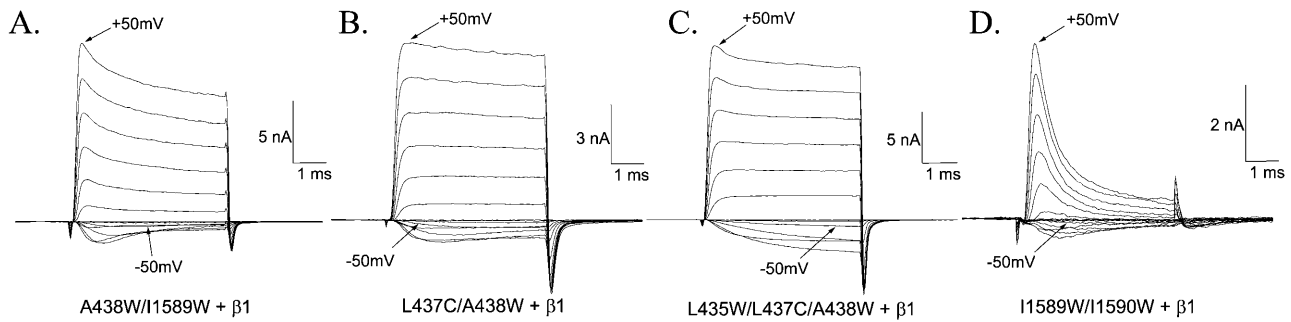 A.
+50mV
5 nA
1 ms
-50mV
A438W/I1589W + β1
B.
+50mV
3 nA
1 ms
-50mV
L437C/A438W + β1
C.
+50mV
5 nA
1 ms
-50mV
L435W/L437C/A438W + β1
D.
+50mV
2 nA
1 ms
-50mV
I1589W/I1590W + β1